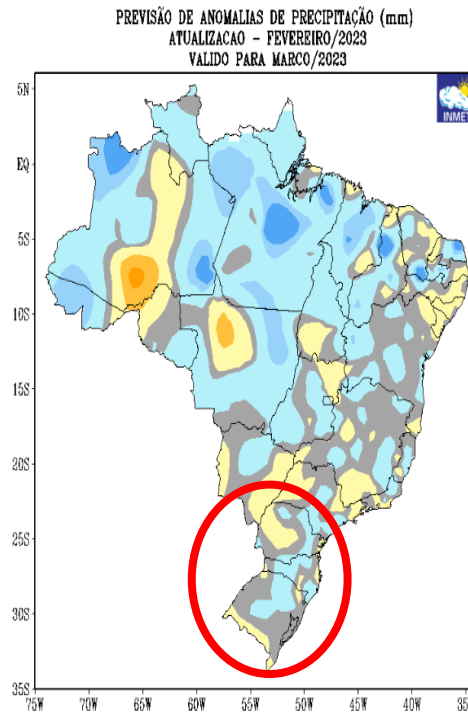 PREVISÃO DE ANOMALIAS DE PRECIPITAÇÃO (mm)
ATUALIZACAO - FEVEREIRO/2023
VALIDO PARA MARCO/2023
5N
EQ
5S
10S
15S
20S
25S
30S
35S
75W 70W 65W 60W 55W 50W 45W 40W
INMET